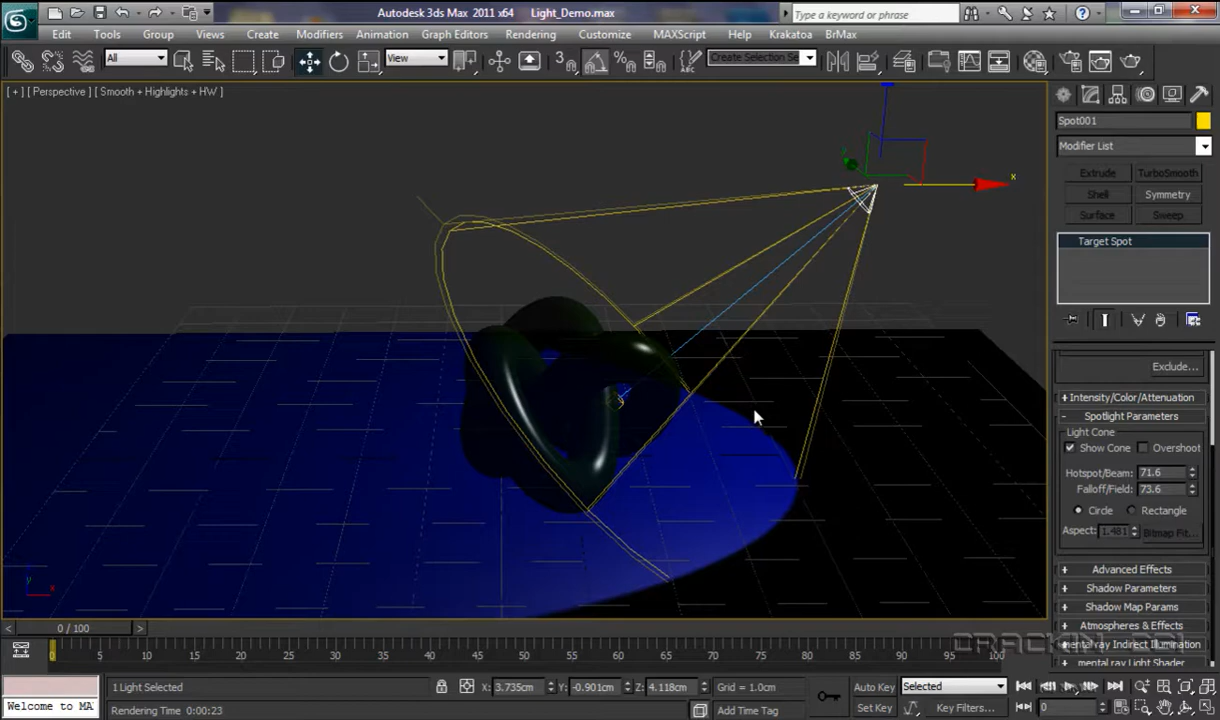 Autodesk 3ds Max 2011 x64 Light_Demo.max
Type a keyword or phrase
Edit Tools Group Views Create Modifiers Animation Graph Editors Rendering Customize MAXScript Help Krakatoa BrMax
All View 3 Create Selection Se
[ + ] [ Perspective ] [ Smooth + Highlights + HW ]
Spot001
Modifier List
Extrude TurboSmooth
Shell Symmetry
Surface Sweep
Target Spot
Exclude...
+ Intensity/Color/Attenuation
- Spotlight Parameters
Light Cone
Show Cone Overshoot
Hotspot/Beam: 71.6
Falloff/Field: 73.6
Circle Rectangle
Aspect: 1.481 Bitmap Fit...
+ Advanced Effects
+ Shadow Parameters
+ Shadow Map Params
+ Atmospheres & Effects
mental ray Indirect Illumination
+ mental ray Light Shader
x
y
x
< 0 / 100 >
0 5 10 15 20 25 30 35 40 45 50 55 60 65 70 75 80 85 90 95 100
1 Light Selected X: 3.735cm Y: -0.901cm Z: 4.118cm Grid = 1.0cm Auto Key Selected
Welcome to MA Rendering Time 0:00:23 Add Time Tag Set Key Key Filters... 0